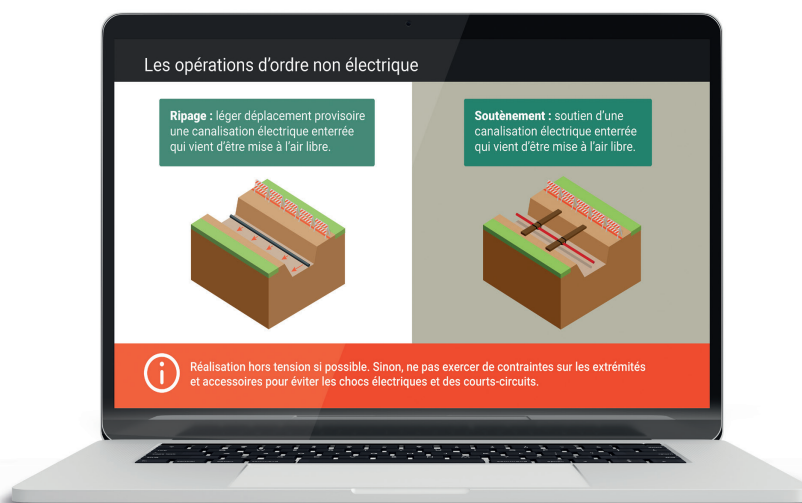 Les opérations d'ordre non électrique
Ripage : léger déplacement provisoire
une canalisation électrique enterrée
qui vient d'être mise à l'air libre.
Soutènement : soutien d'une
canalisation électrique enterrée
qui vient d'être mise à l'air libre.
Réalisation hors tension si possible. Sinon, ne pas exercer de contraintes sur les extrémités
et accessoires pour éviter les chocs électriques et des courts-circuits.